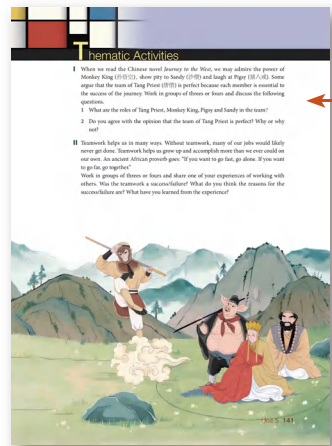 Thematic Activities
I When we read the Chinese novel Journey to the West, we may admire the power of
Monkey King (孙悟空), show pity to Sandy (沙僧) and laugh at Pigsy (猪八戒). Some
argue that the team of Tang Priest (唐僧) is perfect because each member is essential to
the success of the journey. Work in groups of threes or fours and discuss the following
questions.
1 What are the roles of Tang Priest, Monkey King, Pigsy and Sandy in the team?
2 Do you agree with the opinion that the team of Tang Priest is perfect? Why or why
not?
II Teamwork helps us in many ways. Without teamwork, many of our jobs would likely
never get done. Teamwork helps us grow up and accomplish more than we ever could on
our own. An ancient African proverb goes: "If you want to go fast, go alone. If you want
to go far, go together."
Work in groups of threes or fours and share one of your experiences of working with
others. Was the teamwork a success/failure? What do you think the reasons for the
success/failure are? What have you learned from the experience?
Unit 5 141